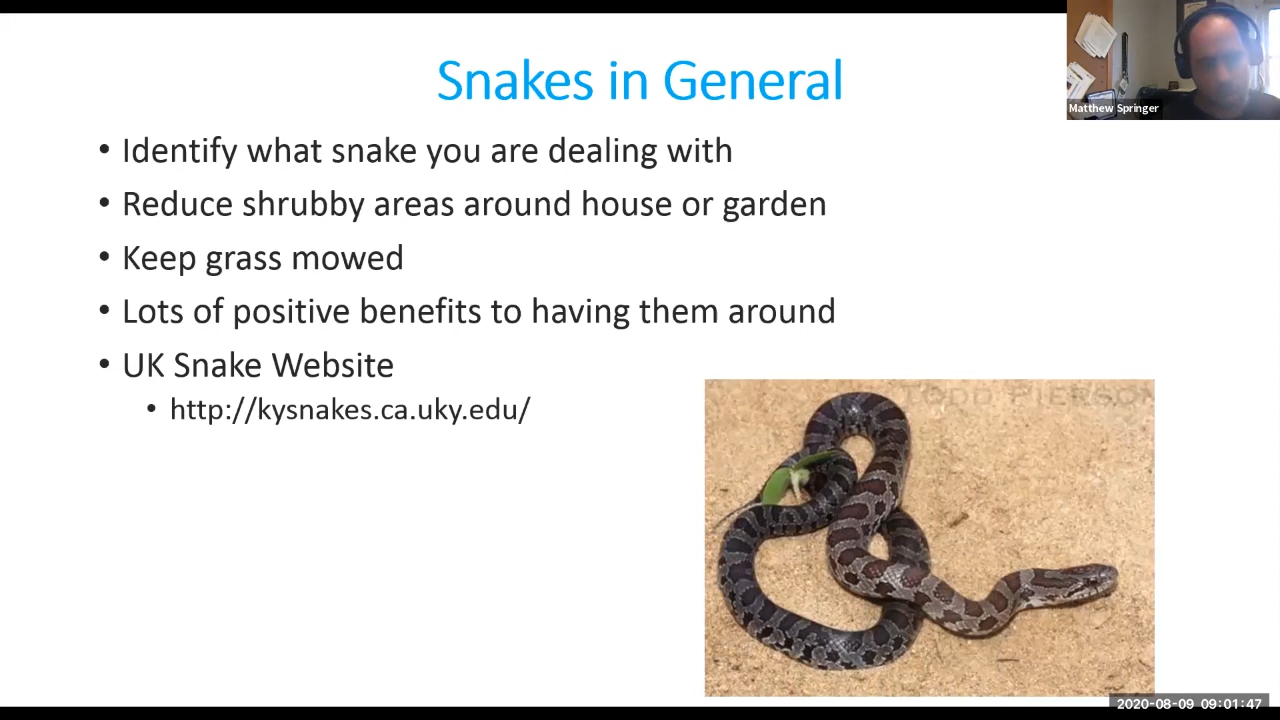 Snakes in General
Matthew Springer
• Identify what snake you are dealing with
• Reduce shrubby areas around house or garden
• Keep grass mowed
• Lots of positive benefits to having them around
• UK Snake Website
• http://kysnakes.ca.uky.edu/
TODD PIERSON
2020-08-09 09:01:47